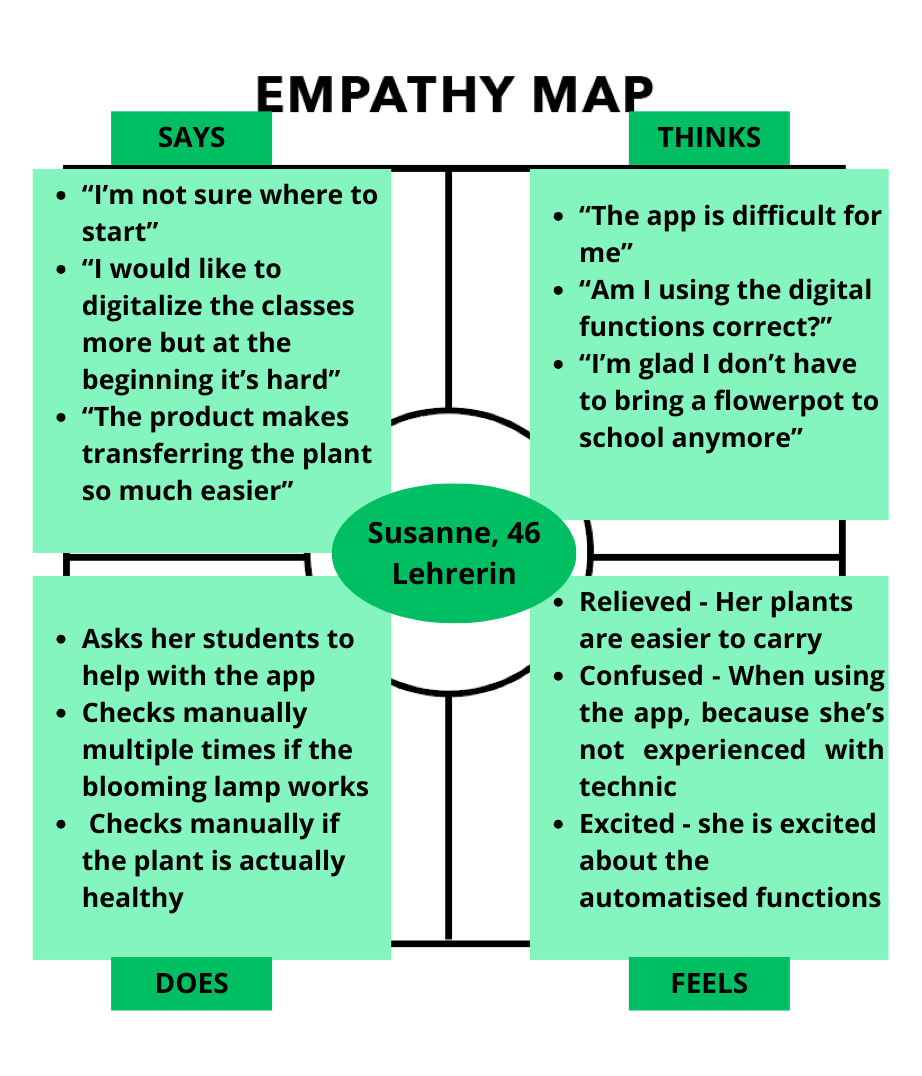 EMPATHY MAP
SAYS
• “I’m not sure where to
start”
• “I would like to
digitalize the classes
more but at the
beginning it’s hard”
• “The product makes
transferring the plant
so much easier”
THINKS
• “The app is difficult for
me”
• “Am I using the digital
functions correct?”
• “I’m glad I don’t have
to bring a flowerpot to
school anymore”
Susanne, 46
Lehrerin
• Asks her students to
help with the app
• Checks manually
multiple times if the
blooming lamp works
• Checks manually if
the plant is actually
healthy
DOES
• Relieved - Her plants
are easier to carry
• Confused - When using
the app, because she’s
not experienced with
technic
• Excited - she is excited
about the
automatised functions
FEELS